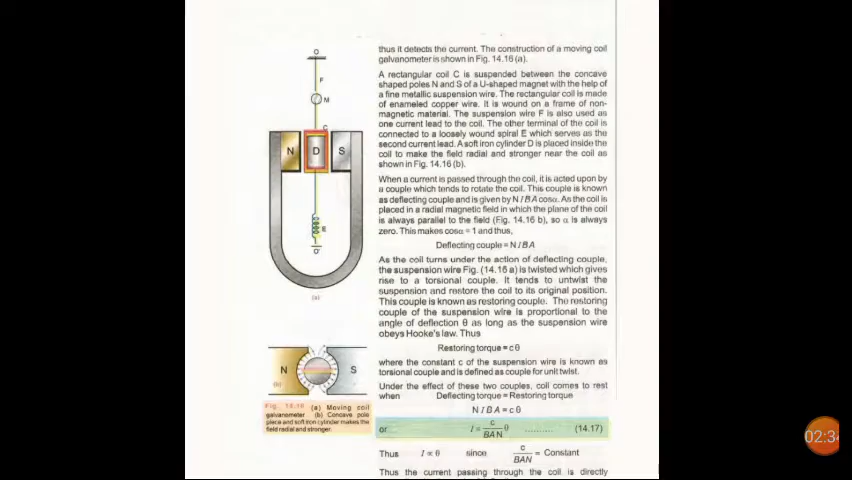 thus it detects the current. The construction of a moving coil
galvanometer is shown in Fig. 14.16 (a).
A rectangular coil C is suspended between the concave
shaped poles N and S of a U-shaped magnet with the help of
a fine metallic suspension wire. The rectangular coil is made
of enameled copper wire. It is wound on a frame of non-
magnetic material. The suspension wire F is also used as
one current lead to the coil. The other terminal of the coil is
connected to a loosely wound spiral E which serves as the
second current lead. A soft iron cylinder D is placed inside the
coil to make the field radial and stronger near the coil as
shown in Fig. 14.16 (b).
When a current is passed through the coil, it is acted upon by
a couple which tends to rotate the coil. This couple is known
as deflecting couple and is given by N I BA cosα. As the coil is
placed in a radial magnetic field in which the plane of the coil
is always parallel to the field (Fig. 14.16 b), so α is always
zero. This makes cosα = 1 and thus,
Deflecting couple = N I BA
As the coil turns under the action of deflecting couple,
the suspension wire Fig. (14.16 a) is twisted which gives
rise to a torsional couple. It tends to untwist the
suspension and restore the coil to its original position.
This couple is known as restoring couple. The restoring
couple of the suspension wire is proportional to the
angle of deflection θ as long as the suspension wire
obeys Hooke's law. Thus
Restoring torque = c θ
where the constant c of the suspension wire is known as
torsional couple and is defined as couple for unit twist.
Under the effect of these two couples, coil comes to rest
when Deflecting torque = Restoring torque
N I BA = c θ
or I = c/BAN θ .......... (14.17)
Thus I ∝ θ since c/BAN = Constant
Thus the current passing through the coil is directly
O
F
M
C
N D S
E
O'
(a)
N S
(b)
Fig. 14.16 (a) Moving coil
galvanometer (b) Concave pole
piece and soft iron cylinder makes the
field radial and stronger.